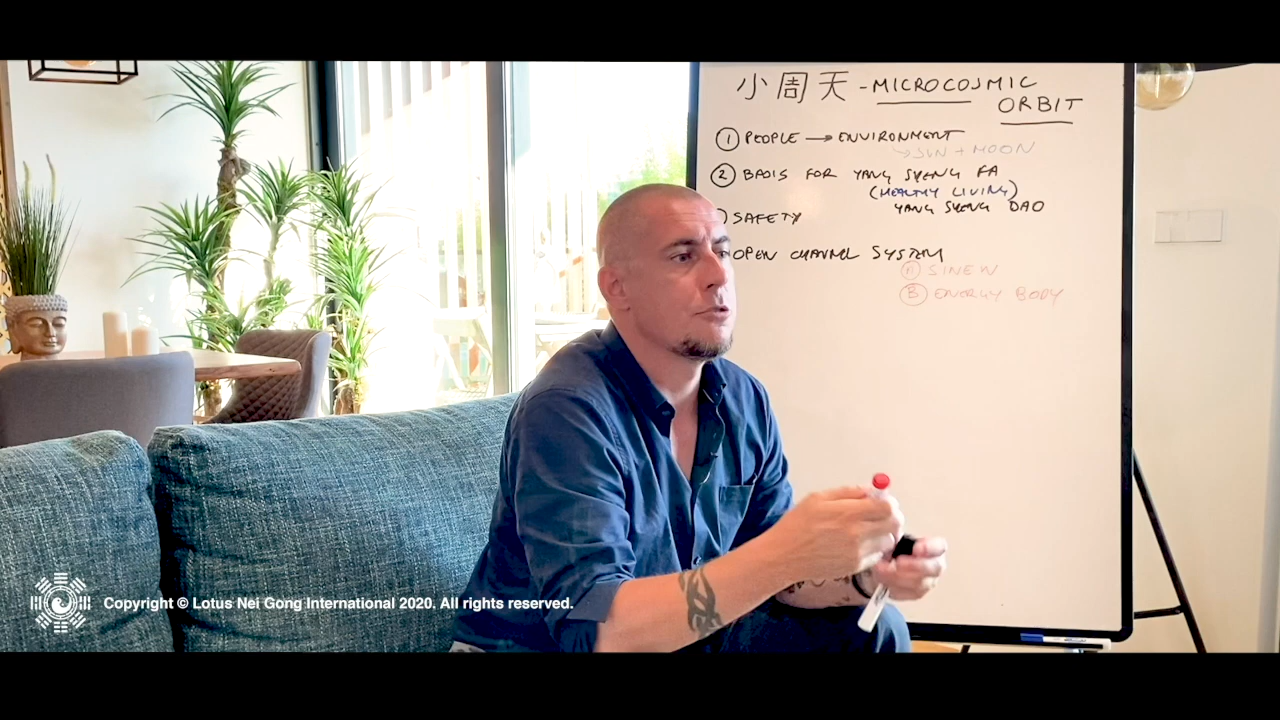 小周天 - MICROCOSMIC
ORBIT
① PEOPLE → ENVIRONMENT
↳ SUN + MOON
② BASIS FOR YANG SHENG FA
(HEALTHY LIVING)
YANG SHENG DAO
SAFETY
OPEN CHANNEL SYSTEM
Ⓐ SINEW
Ⓑ ENERGY BODY
Copyright © Lotus Nei Gong International 2020. All rights reserved.